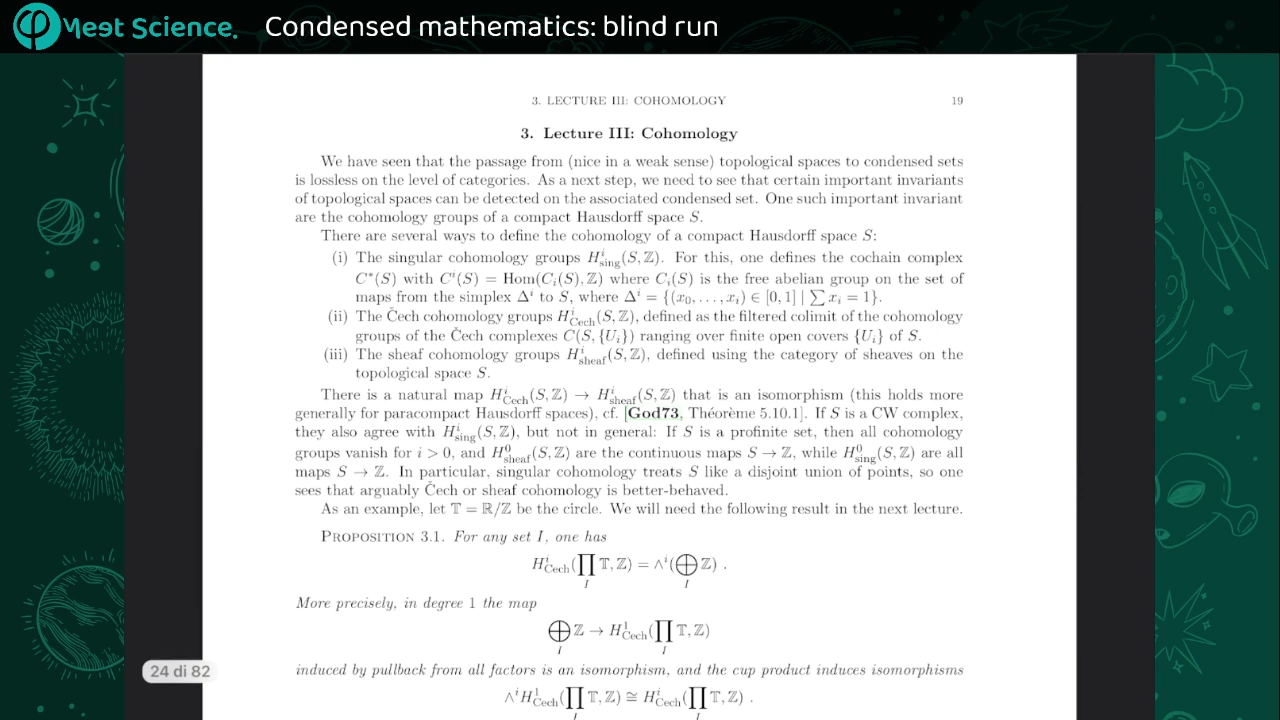 Meet Science.
Condensed mathematics: blind run
3. LECTURE III: COHOMOLOGY 19
3. Lecture III: Cohomology
We have seen that the passage from (nice in a weak sense) topological spaces to condensed sets
is lossless on the level of categories. As a next step, we need to see that certain important invariants
of topological spaces can be detected on the associated condensed set. One such important invariant
are the cohomology groups of a compact Hausdorff space S.
There are several ways to define the cohomology of a compact Hausdorff space S:
(i) The singular cohomology groups H^i_sing(S, ℤ). For this, one defines the cochain complex
C*(S) with C^i(S) = Hom(C_i(S), ℤ) where C_i(S) is the free abelian group on the set of
maps from the simplex Δ^i to S, where Δ^i = {(x_0, . . . , x_i) ∈ [0, 1] | ∑ x_i = 1}.
(ii) The Čech cohomology groups H^i_Čech(S, ℤ), defined as the filtered colimit of the cohomology
groups of the Čech complexes C(S, {U_i}) ranging over finite open covers {U_i} of S.
(iii) The sheaf cohomology groups H^i_sheaf(S, ℤ), defined using the category of sheaves on the
topological space S.
There is a natural map H^i_Čech(S, ℤ) → H^i_sheaf(S, ℤ) that is an isomorphism (this holds more
generally for paracompact Hausdorff spaces), cf. [God73, Théorème 5.10.1]. If S is a CW complex,
they also agree with H^i_sing(S, ℤ), but not in general: If S is a profinite set, then all cohomology
groups vanish for i > 0, and H^0_sheaf(S, ℤ) are the continuous maps S → ℤ, while H^0_sing(S, ℤ) are all
maps S → ℤ. In particular, singular cohomology treats S like a disjoint union of points, so one
sees that arguably Čech or sheaf cohomology is better-behaved.
As an example, let 𝕋 = ℝ/ℤ be the circle. We will need the following result in the next lecture.
PROPOSITION 3.1. For any set I, one has
H^i_Čech(∏_I 𝕋, ℤ) = ∧^i(⊕_I ℤ) .
More precisely, in degree 1 the map
⊕_I ℤ → H^1_Čech(∏_I 𝕋, ℤ)
24 di 82
induced by pullback from all factors is an isomorphism, and the cup product induces isomorphisms
∧^i H^1_Čech(∏_I 𝕋, ℤ) ≅ H^i_Čech(∏_I 𝕋, ℤ) .